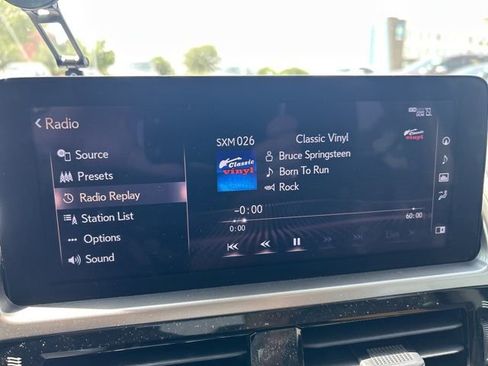 Radio
Source
Presets
Radio Replay
Station List
Options
Sound
SXM 026
Classic Vinyl
Classic
vinyl
Bruce Springsteen
Born To Run
Rock
-0:00
0:00
60:00
Live